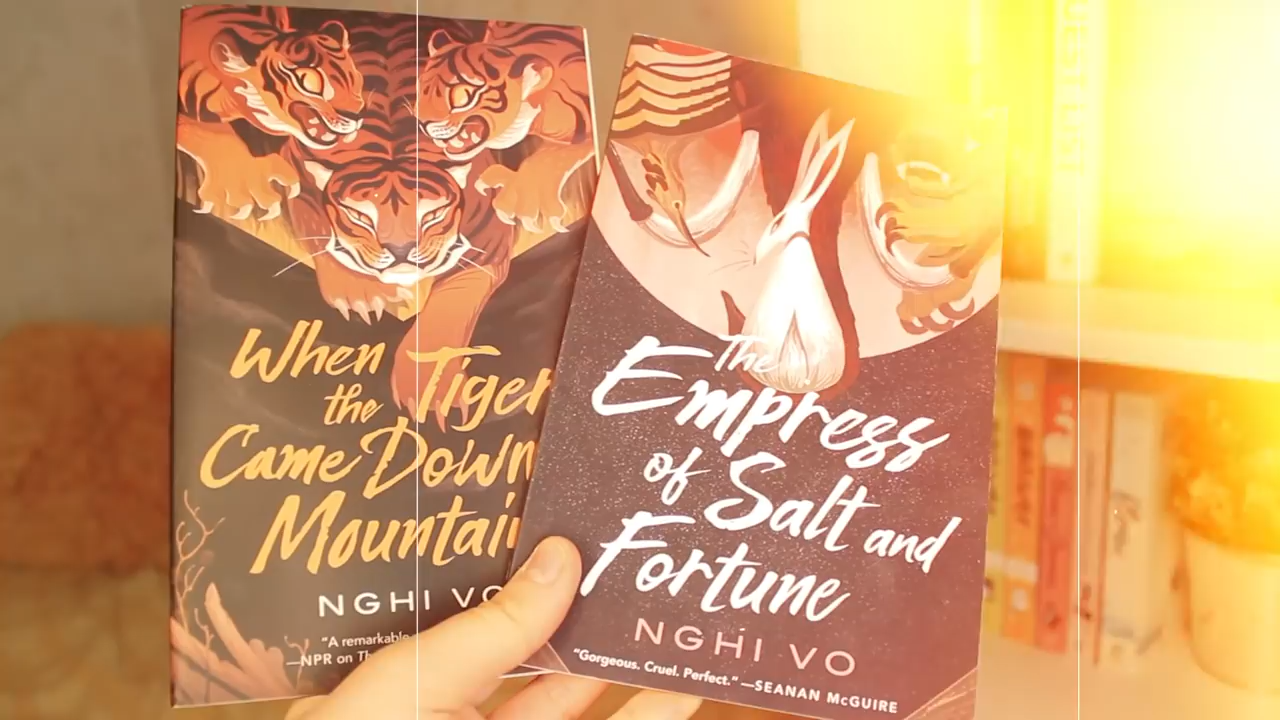 When
the Tiger
Came Down
Mountain
NGHI VO
"A remarkable
—NPR on Th
The
Empress
of Salt and
Fortune
NGHI VO
"Gorgeous. Cruel. Perfect." —SEANAN McGUIRE